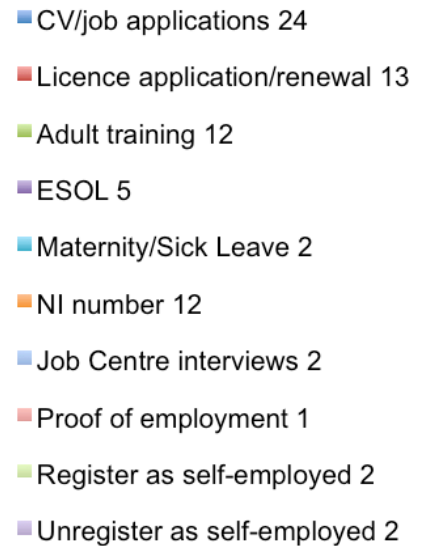 CV/job applications 24
Licence application/renewal 13
Adult training 12
ESOL 5
Maternity/Sick Leave 2
NI number 12
Job Centre interviews 2
Proof of employment 1
Register as self-employed 2
Unregister as self-employed 2